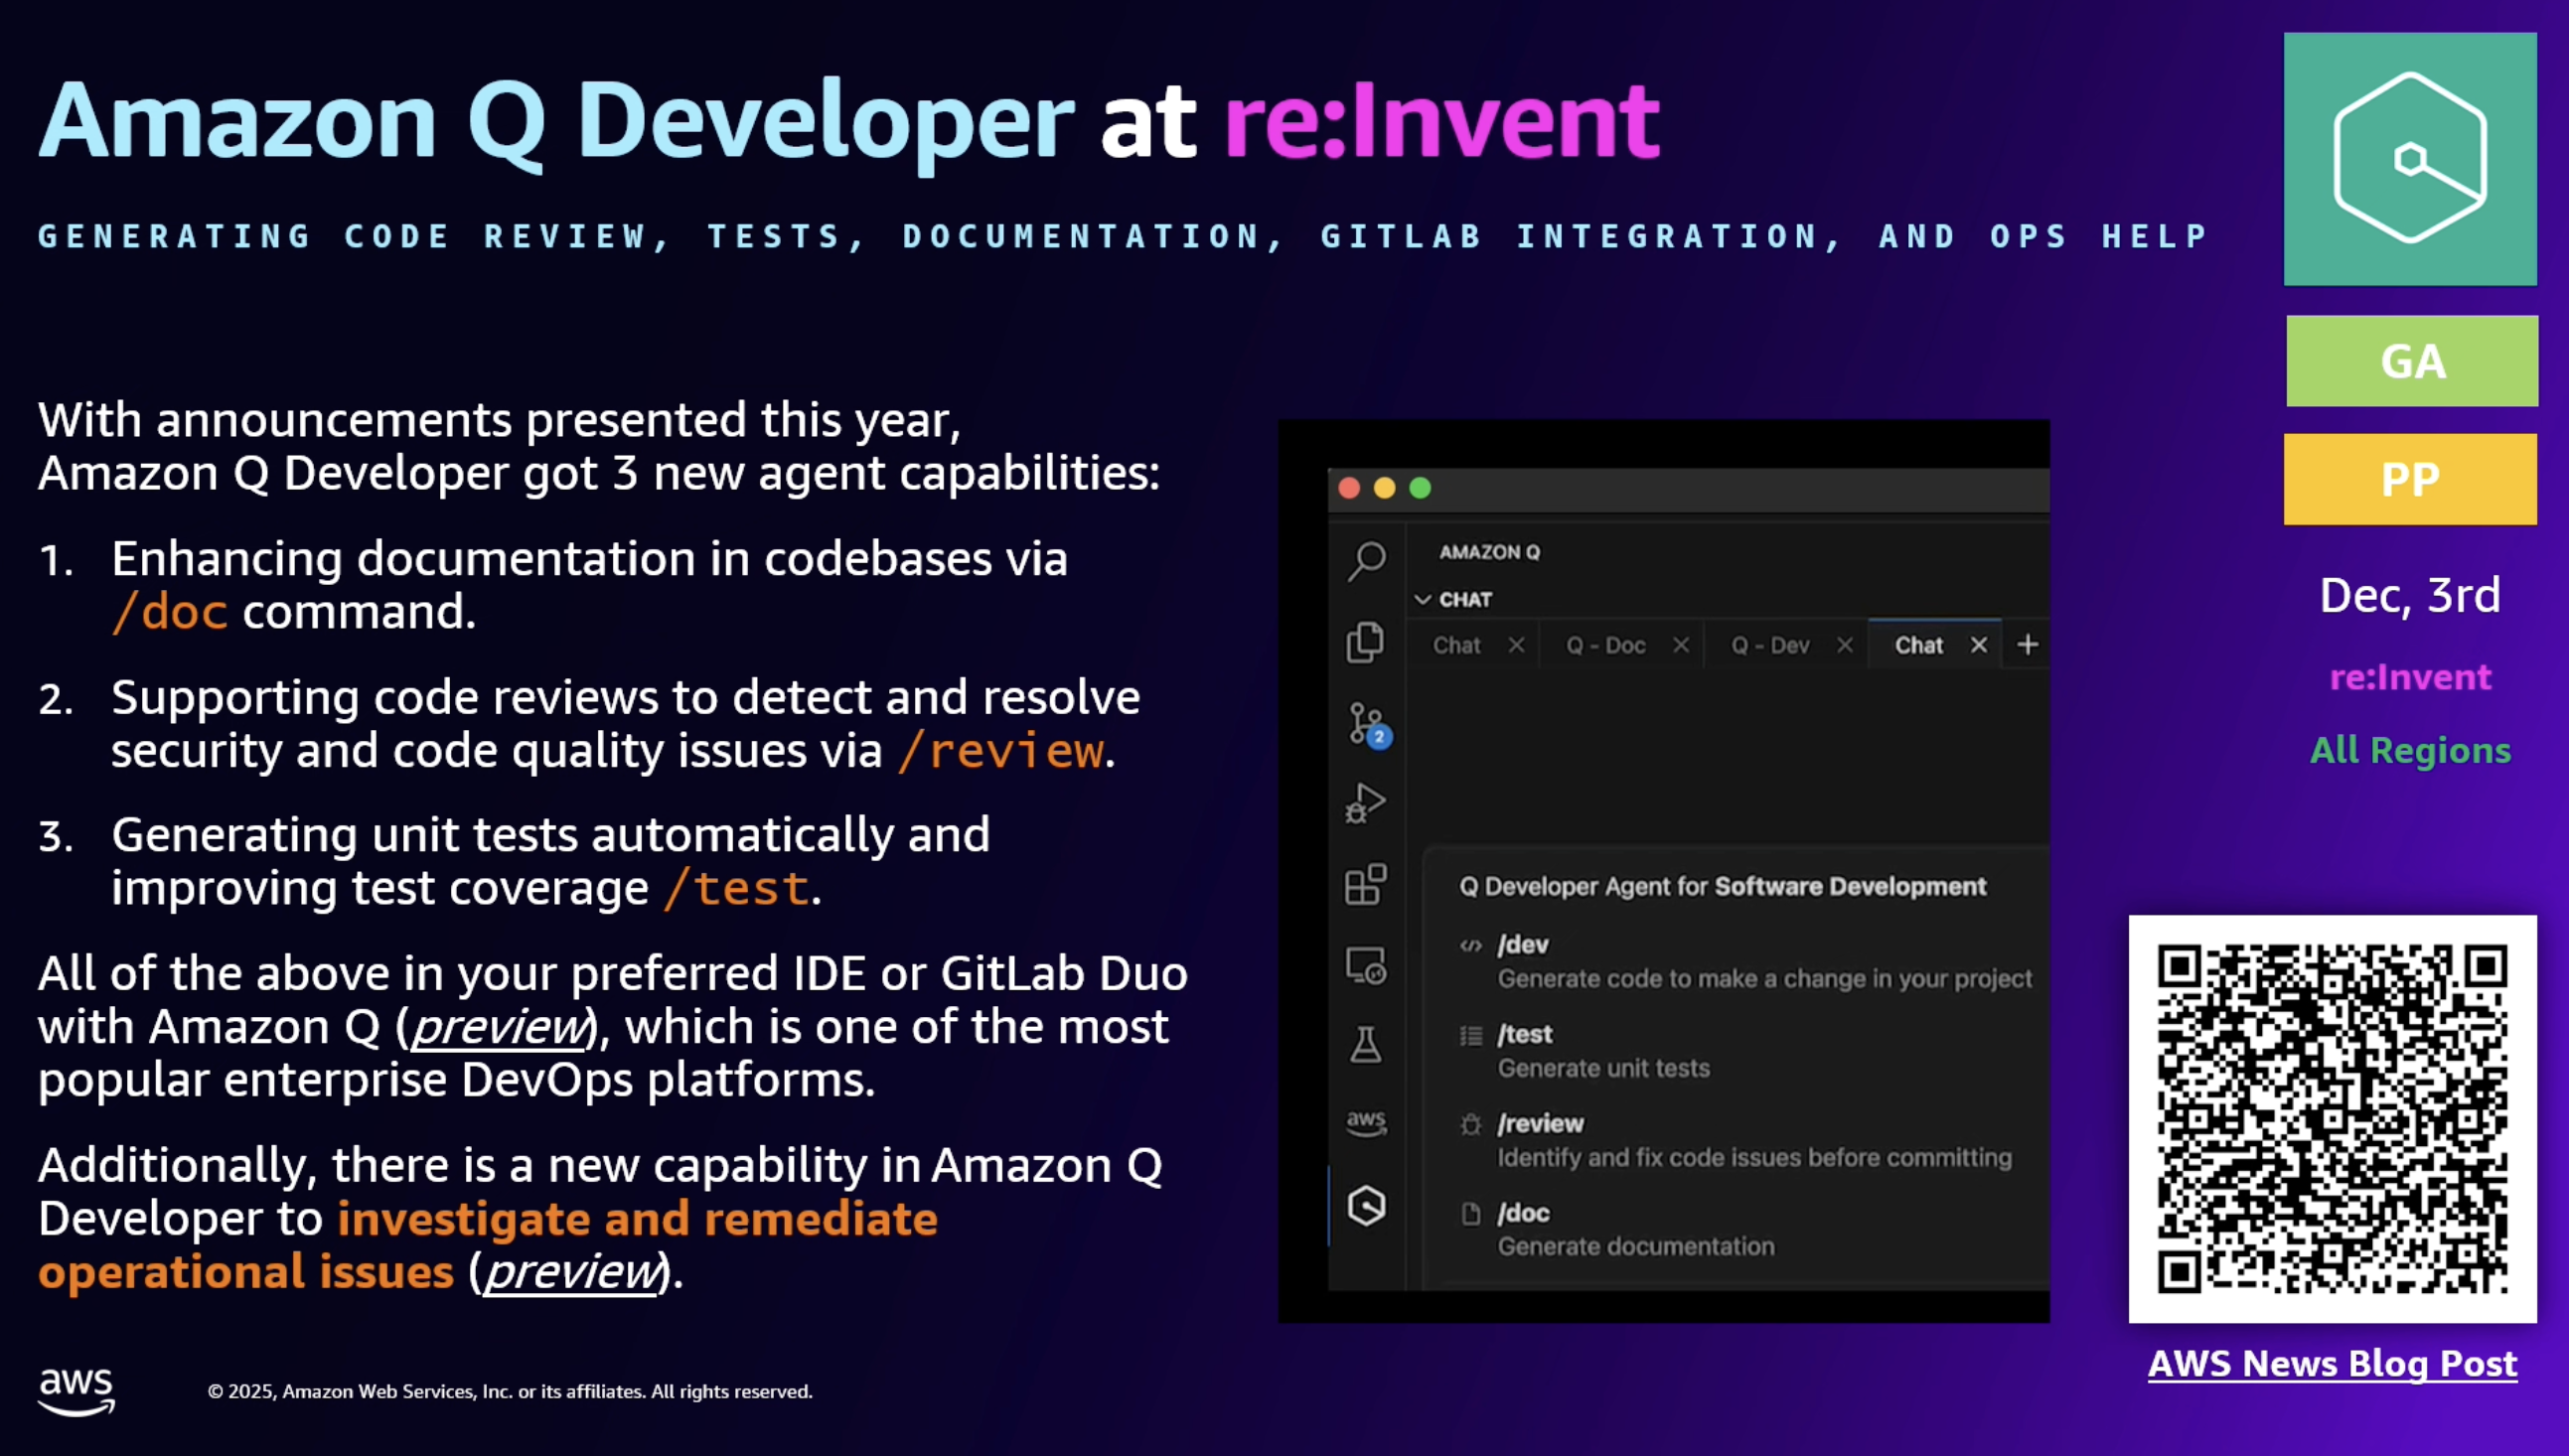 Amazon Q Developer at re:Invent
GENERATING CODE REVIEW, TESTS, DOCUMENTATION, GITLAB INTEGRATION, AND OPS HELP
With announcements presented this year,
Amazon Q Developer got 3 new agent capabilities:
1. Enhancing documentation in codebases via
/doc command.
2. Supporting code reviews to detect and resolve
security and code quality issues via /review.
3. Generating unit tests automatically and
improving test coverage /test.
All of the above in your preferred IDE or GitLab Duo
with Amazon Q (preview), which is one of the most
popular enterprise DevOps platforms.
Additionally, there is a new capability in Amazon Q
Developer to investigate and remediate
operational issues (preview).
AMAZON Q
CHAT
Chat Q - Doc Q - Dev Chat
2
Q Developer Agent for Software Development
/dev
Generate code to make a change in your project
/test
Generate unit tests
/review
Identify and fix code issues before committing
/doc
Generate documentation
aws
GA
PP
Dec, 3rd
re:Invent
All Regions
AWS News Blog Post
aws
© 2025, Amazon Web Services, Inc. or its affiliates. All rights reserved.